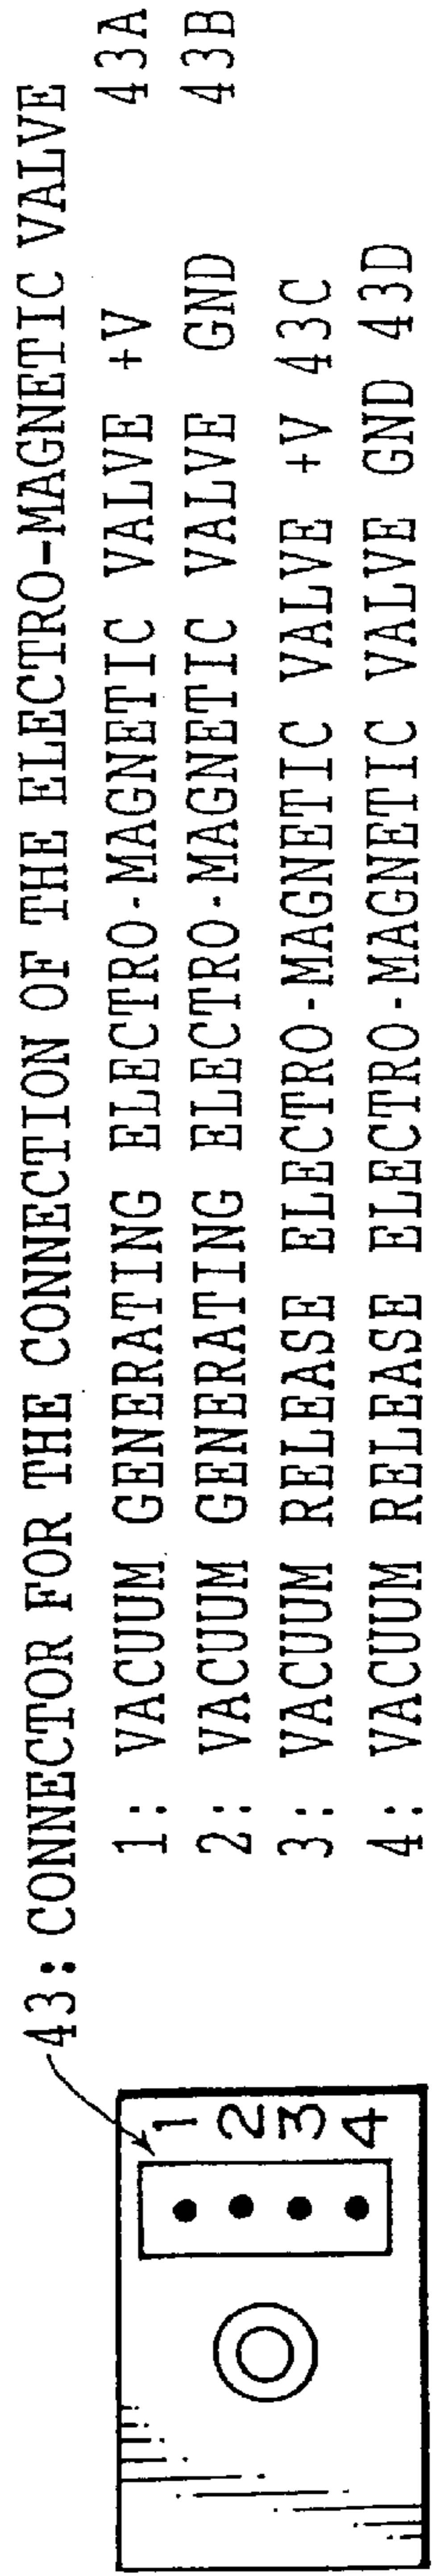 43: CONNECTOR FOR THE CONNECTION OF THE ELECTRO-MAGNETIC VALVE
1: VACUUM GENERATING ELECTRO-MAGNETIC VALVE +V 43A
2: VACUUM GENERATING ELECTRO-MAGNETIC VALVE GND 43B
3: VACUUM RELEASE ELECTRO-MAGNETIC VALVE +V 43C
4: VACUUM RELEASE ELECTRO-MAGNETIC VALVE GND 43D
1
2
3
4